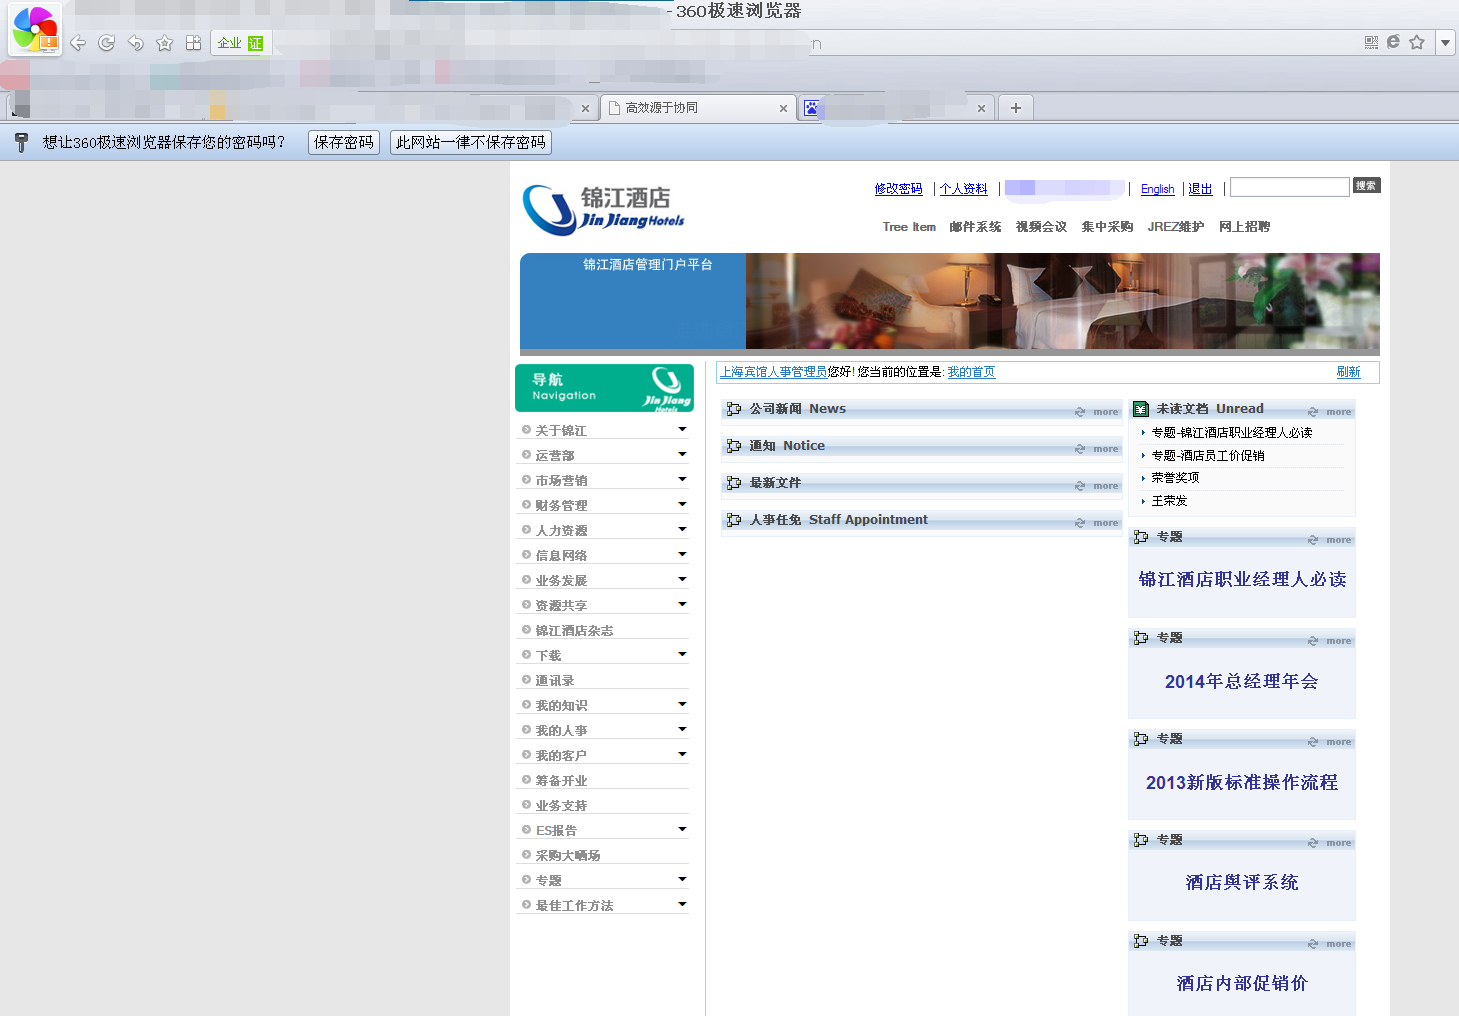 - 360极速浏览器
企业 证
高效源于协同
想让360极速浏览器保存您的密码吗? 保存密码 此网站一律不保存密码
锦江酒店
JinJiang Hotels
修改密码 | 个人资料 | | English | 退出 | 搜索
Tree Item 邮件系统 视频会议 集中采购 JREZ维护 网上招聘
锦江酒店管理门户平台
导航
Navigation
Jin Jiang
Hotels
关于锦江
运营部
市场营销
财务管理
人力资源
信息网络
业务发展
资源共享
锦江酒店杂志
下载
通讯录
我的知识
我的人事
我的客户
筹备开业
业务支持
ES报告
采购大晒场
专题
最佳工作方法
上海宾馆人事管理员您好! 您当前的位置是: 我的首页 刷新
公司新闻 News more
通知 Notice more
最新文件 more
人事任免 Staff Appointment more
未读文档 Unread more
专题-锦江酒店职业经理人必读
专题-酒店员工价促销
荣誉奖项
王荣发
专题 more
锦江酒店职业经理人必读
专题 more
2014年总经理年会
专题 more
2013新版标准操作流程
专题 more
酒店舆评系统
专题 more
酒店内部促销价